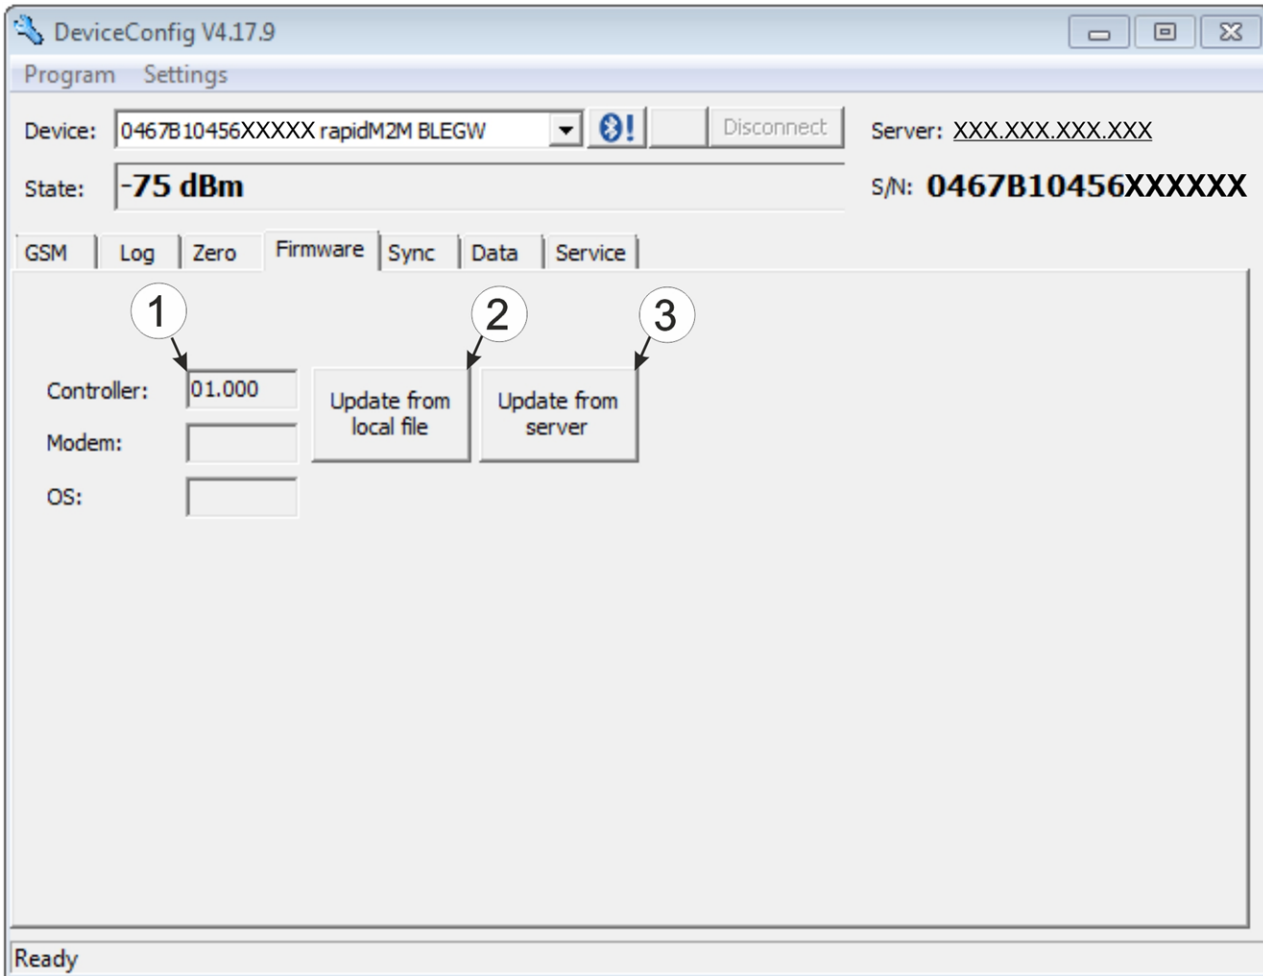 DeviceConfig V4.17.9
Program Settings
Device: 0467B10456XXXXX rapidM2M BLEGW ! Disconnect Server: XXX.XXX.XXX.XXX
State: -75 dBm S/N: 0467B10456XXXXXX
GSM Log Zero Firmware Sync Data Service
1 2 3
Controller: 01.000
Update from
local file
Update from
server
Modem:
OS:
Ready